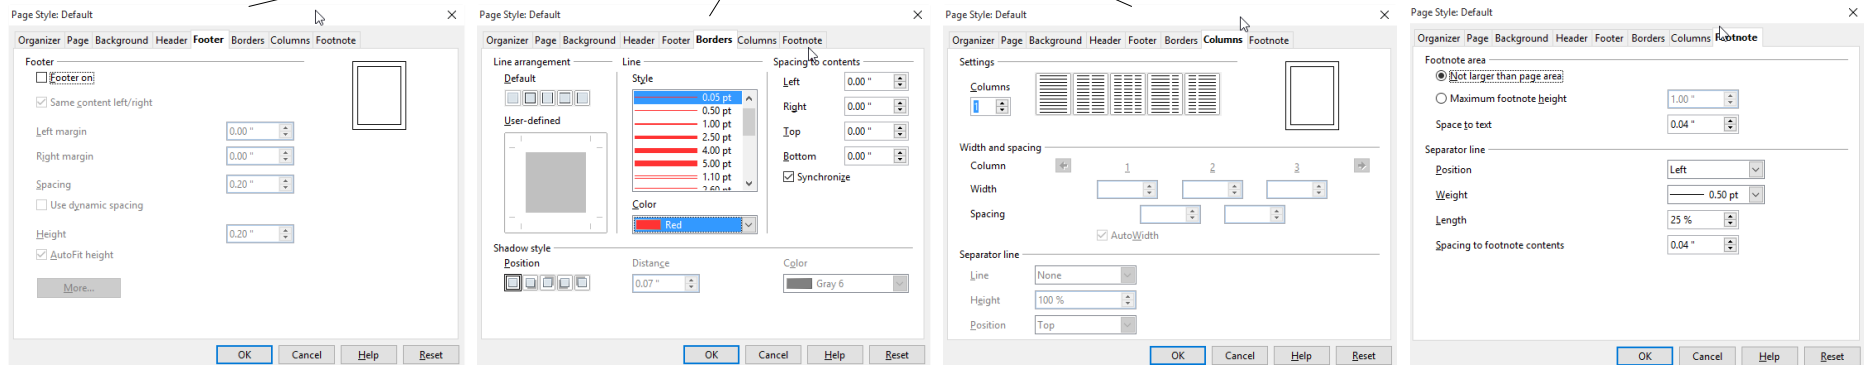 Page Style: Default
Organizer Page Background Header Footer Borders Columns Footnote
Footer
Footer on
Same content left/right
Left margin 0.00 "
Right margin 0.00 "
Spacing 0.20 "
Use dynamic spacing
Height 0.20 "
AutoFit height
More...
OK Cancel Help Reset
Page Style: Default
Organizer Page Background Header Footer Borders Columns Footnote
Line arrangement
Default
User-defined
Line
Style
0.05 pt
0.50 pt
1.00 pt
2.50 pt
4.00 pt
5.00 pt
1.10 pt
2.60 pt
Color
Red
Spacing to contents
Left 0.00 "
Right 0.00 "
Top 0.00 "
Bottom 0.00 "
Synchronize
Shadow style
Position
Distance
0.07 "
Color
Gray 6
OK Cancel Help Reset
Page Style: Default
Organizer Page Background Header Footer Borders Columns Footnote
Settings
Columns
1
Width and spacing
Column 1 2 3
Width
Spacing
AutoWidth
Separator line
Line None
Height 100 %
Position Top
OK Cancel Help Reset
Page Style: Default
Organizer Page Background Header Footer Borders Columns Footnote
Footnote area
Not larger than page area
Maximum footnote height 1.00 "
Space to text 0.04 "
Separator line
Position Left
Weight 0.50 pt
Length 25 %
Spacing to footnote contents 0.04 "
OK Cancel Help Reset